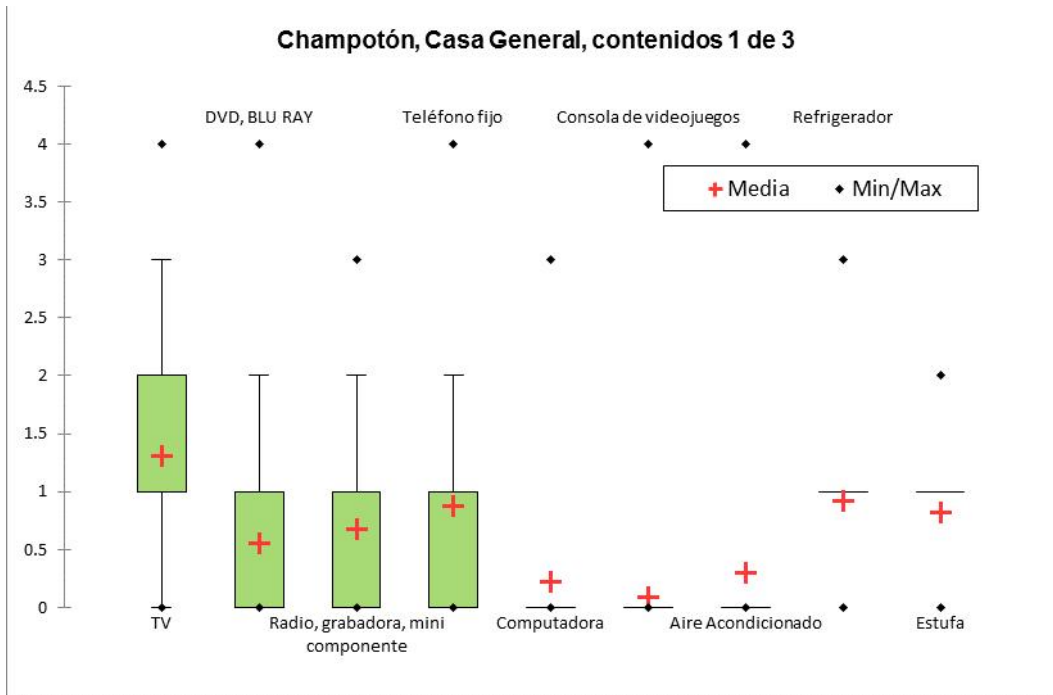 Champotón, Casa General, contenidos 1 de 3
4.5
DVD, BLU RAY Teléfono fijo Consola de videojuegos Refrigerador
4
Media Min/Max
3.5
3
2.5
2
1.5
1
0.5
0
TV Radio, grabadora, mini Computadora Aire Acondicionado Estufa
componente